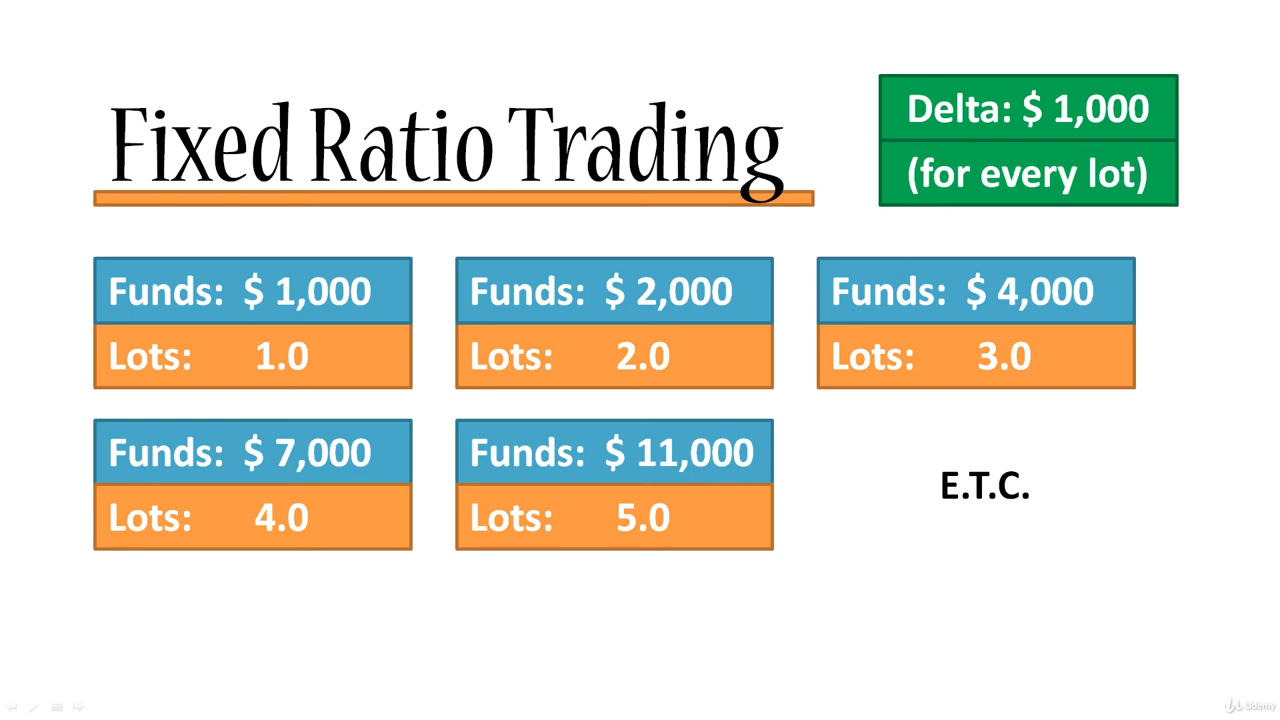 Fixed Ratio Trading
Delta: $ 1,000
(for every lot)
Funds: $ 1,000
Lots: 1.0
Funds: $ 2,000
Lots: 2.0
Funds: $ 4,000
Lots: 3.0
Funds: $ 7,000
Lots: 4.0
Funds: $ 11,000
Lots: 5.0
E.T.C.
Udemy